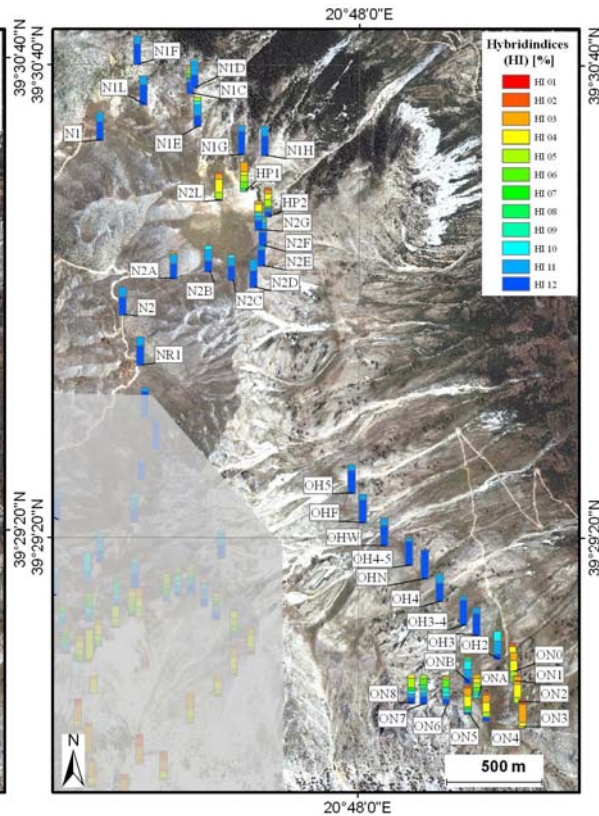 20°48'0"E
39°30'40"N
39°30'40"N
Hybridindices
(HI) [%]
HI 01
HI 02
HI 03
HI 04
HI 05
HI 06
HI 07
HI 08
HI 09
HI 10
HI 11
HI 12
N1F
N1D
N1L
N1C
N1
N1E
N1G
N1H
HP1
N2L
HP2
N2G
N2F
N2E
N2A
N2B
N2C
N2D
N2
NR1
39°29'20"N
39°29'20"N
OH5
OHF
OHW
OH4-5
OHN
OH4
OH3-4
OH3
OH2
ONB
ONA
ON0
ON1
ON8
ON2
ON7
ON6
ON5
ON4
ON3
N
500 m
20°48'0"E